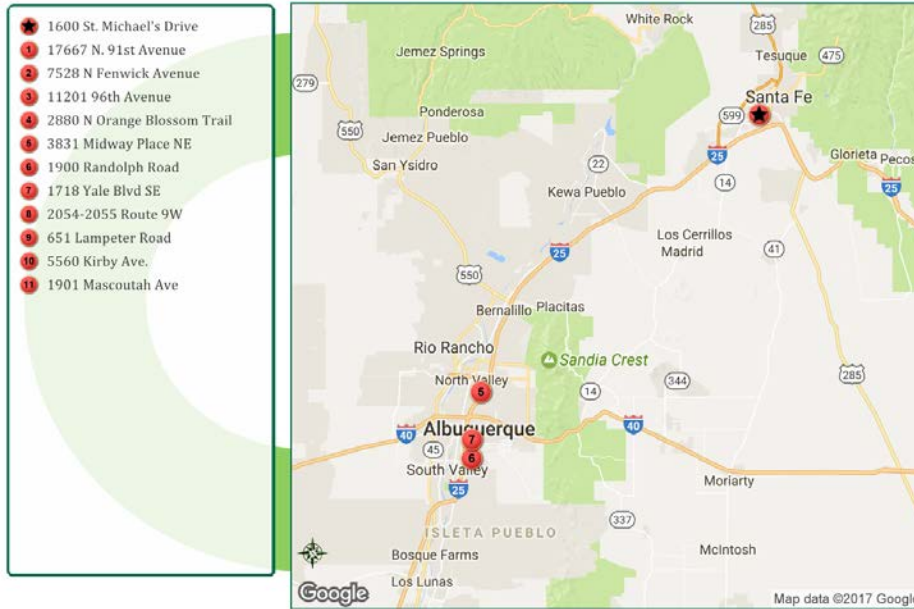 1600 St. Michael's Drive
1 17667 N. 91st Avenue
2 7528 N Fenwick Avenue
3 11201 96th Avenue
4 2880 N Orange Blossom Trail
5 3831 Midway Place NE
6 1900 Randolph Road
7 1718 Yale Blvd SE
8 2054-2055 Route 9W
9 651 Lampeter Road
10 5560 Kirby Ave.
11 1901 Mascoutah Ave
White Rock
285
Jemez Springs
Tesuque
475
279
Santa Fe
Ponderosa
599
550
Jemez Pueblo
25
Glorieta
Pecos
San Ysidro
22
14
25
Kewa Pueblo
Los Cerrillos
Madrid
41
25
550
Bernalillo
Placitas
Rio Rancho
Sandia Crest
285
North Valley
344
5
14
Albuquerque
40
40
7
45
6
South Valley
Moriarty
25
337
ISLETA PUEBLO
McIntosh
Bosque Farms
Los Lunas
Google
Map data ©2017 Google